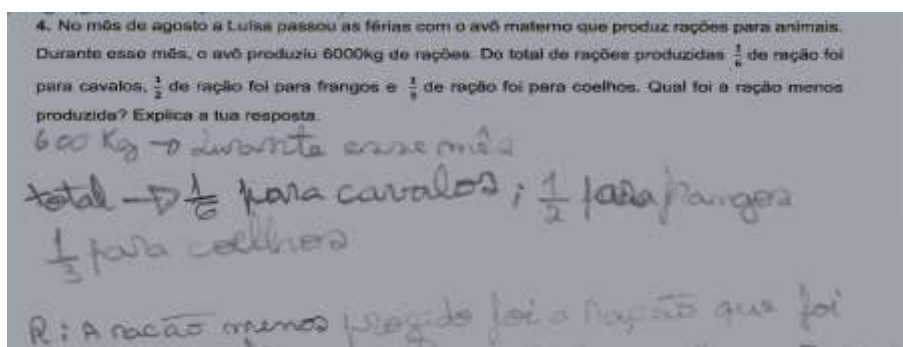 4. No mês de agosto a Luísa passou as férias com o avô materno que produz rações para animais.
Durante esse mês, o avô produziu 6000kg de rações. Do total de rações produzidas 1/6 de ração foi
para cavalos, 1/2 de ração foi para frangos e 1/3 de ração foi para coelhos. Qual foi a ração menos
produzida? Explica a tua resposta.
600 Kg → durante esse mês
total → 1/6 para cavalos; 1/2 para frangos
1/3 para coelhos
R: A ração menos foi a ração que foi